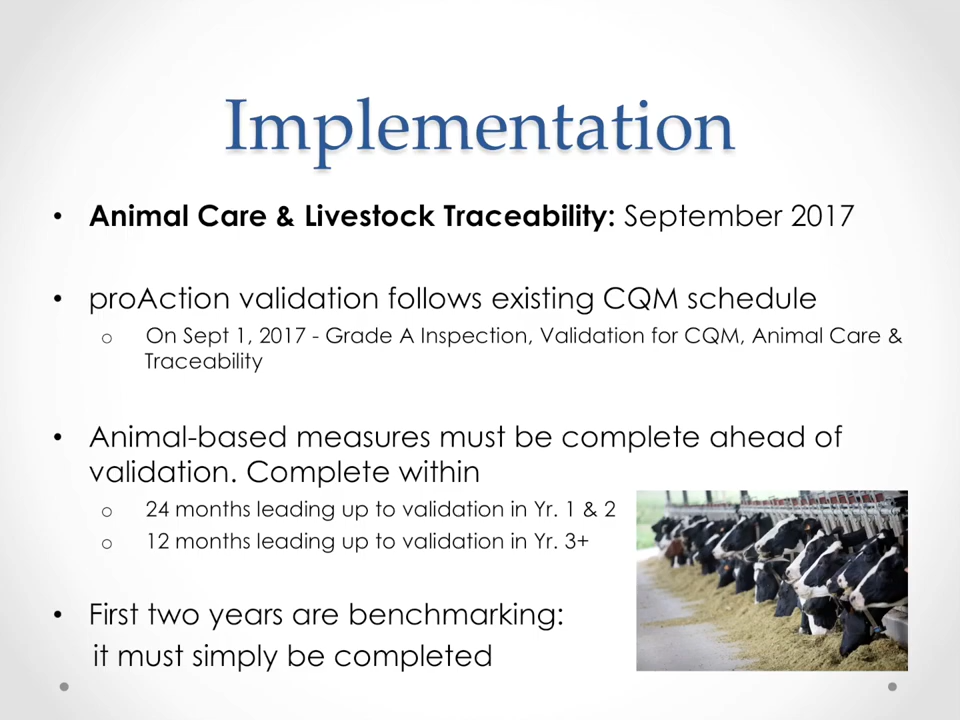 Implementation
• Animal Care & Livestock Traceability: September 2017
• proAction validation follows existing CQM schedule
o On Sept 1, 2017 - Grade A Inspection, Validation for CQM, Animal Care &
Traceability
• Animal-based measures must be complete ahead of
validation. Complete within
o 24 months leading up to validation in Yr. 1 & 2
o 12 months leading up to validation in Yr. 3+
• First two years are benchmarking:
it must simply be completed